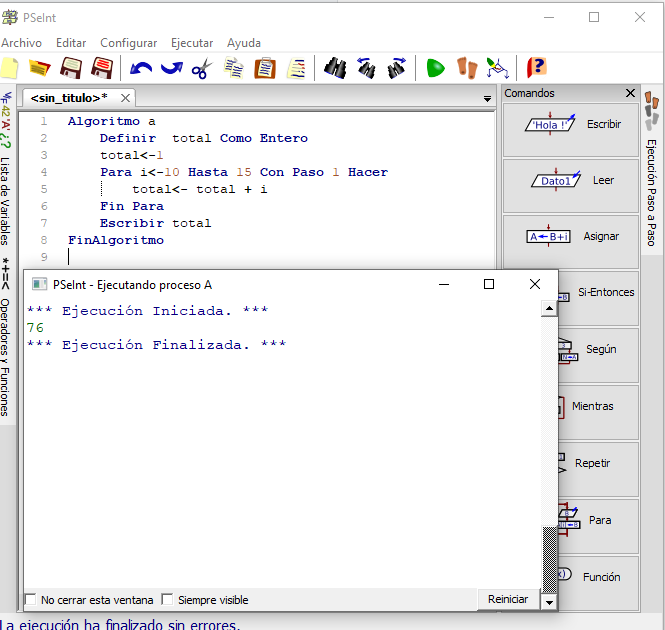 PSeInt
Archivo Editar Configurar Ejecutar Ayuda
<sin_titulo>*
1 Algoritmo a
2 Definir total Como Entero
3 total<-1
4 Para i<-10 Hasta 15 Con Paso 1 Hacer
5 total<- total + i
6 Fin Para
7 Escribir total
8 FinAlgoritmo
9
PSeInt - Ejecutando proceso A
*** Ejecución Iniciada. ***
76
*** Ejecución Finalizada. ***
No cerrar esta ventana
Siempre visible
Reiniciar
Comandos
'Hola !' Escribir
Dato1 Leer
A←B+i Asignar
Si-Entonces
Según
Mientras
Repetir
Para
Función
Lista de Variables
*+=< Operadores y Funciones
Ejecución Paso a Paso
La ejecución ha finalizado sin errores.